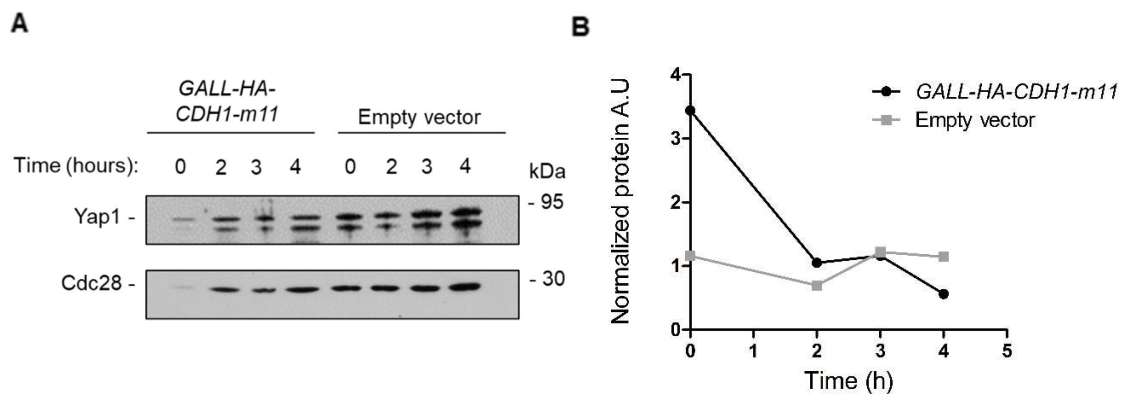 A
GALL-HA-
CDH1-m11
Empty vector
Time (hours): 0 2 3 4 0 2 3 4 kDa
Yap1 -
- 95
Cdc28 -
- 30
B
Normalized protein A.U
4
3
2
1
0
0 1 2 3 4 5
Time (h)
GALL-HA-CDH1-m11
Empty vector